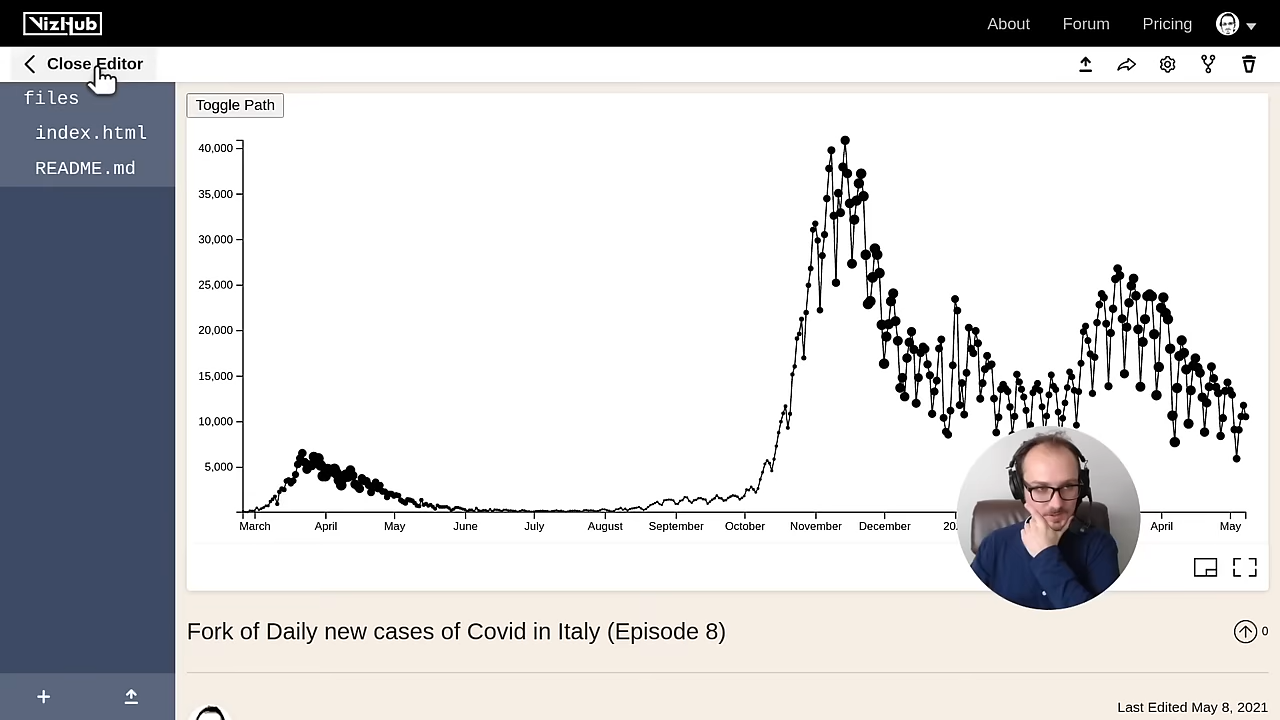 VizHub
About Forum Pricing
Close Editor
files
index.html
README.md
Toggle Path
40,000
35,000
30,000
25,000
20,000
15,000
10,000
5,000
March April May June July August September October November December 20 April May
Fork of Daily new cases of Covid in Italy (Episode 8)
0
Last Edited May 8, 2021